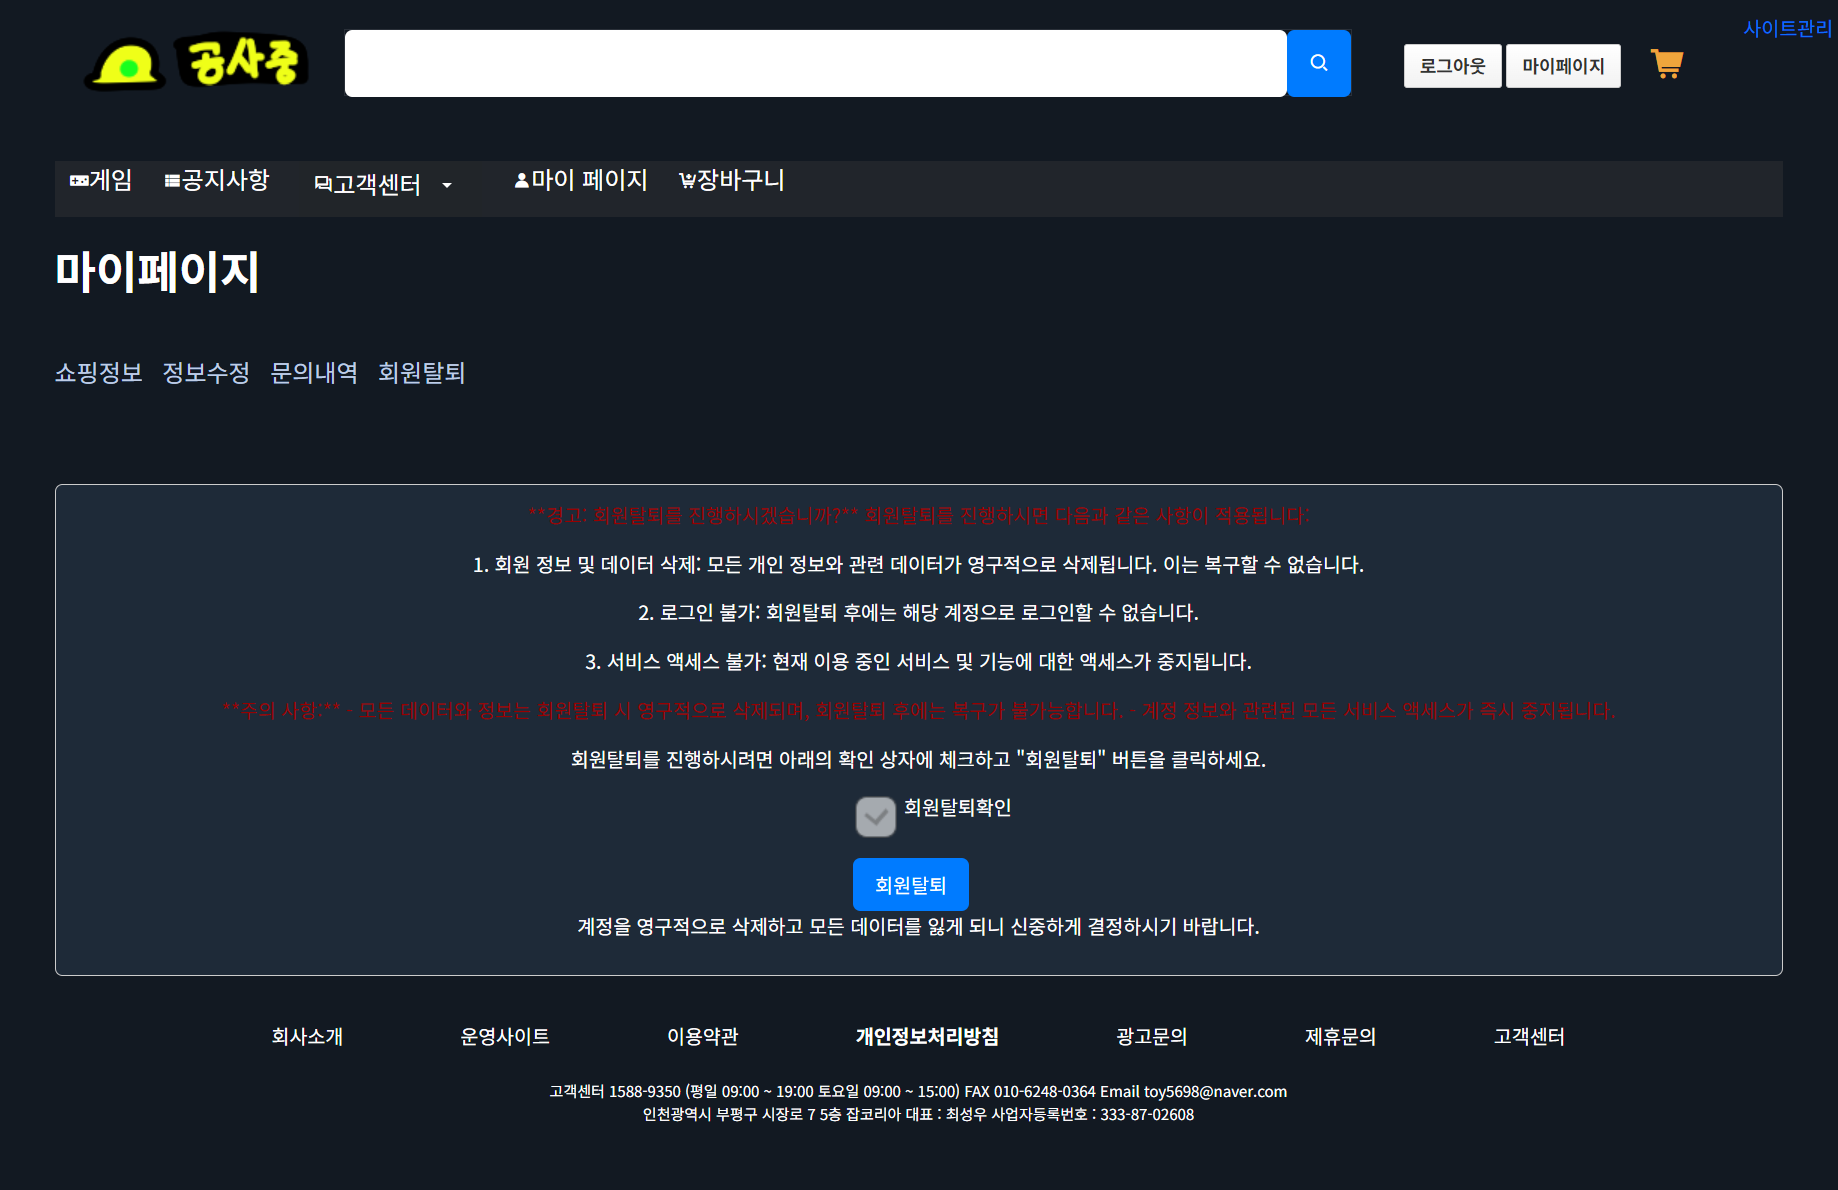 사이트관리
공사중
로그아웃 마이페이지
게임 공지사항 고객센터 마이 페이지 장바구니
마이페이지
쇼핑정보 정보수정 문의내역 회원탈퇴
**경고: 회원탈퇴를 진행하시겠습니까?** 회원탈퇴를 진행하시면 다음과 같은 사항이 적용됩니다:
1. 회원 정보 및 데이터 삭제: 모든 개인 정보와 관련 데이터가 영구적으로 삭제됩니다. 이는 복구할 수 없습니다.
2. 로그인 불가: 회원탈퇴 후에는 해당 계정으로 로그인할 수 없습니다.
3. 서비스 액세스 불가: 현재 이용 중인 서비스 및 기능에 대한 액세스가 중지됩니다.
**주의 사항:** - 모든 데이터와 정보는 회원탈퇴 시 영구적으로 삭제되며, 회원탈퇴 후에는 복구가 불가능합니다. - 계정 정보와 관련된 모든 서비스 액세스가 즉시 중지됩니다.
회원탈퇴를 진행하시려면 아래의 확인 상자에 체크하고 "회원탈퇴" 버튼을 클릭하세요.
회원탈퇴확인
회원탈퇴
계정을 영구적으로 삭제하고 모든 데이터를 잃게 되니 신중하게 결정하시기 바랍니다.
회사소개 운영사이트 이용약관 개인정보처리방침 광고문의 제휴문의 고객센터
고객센터 1588-9350 (평일 09:00 ~ 19:00 토요일 09:00 ~ 15:00) FAX 010-6248-0364 Email toy5698@naver.com
인천광역시 부평구 시장로 7 5층 잡코리아 대표 : 최성우 사업자등록번호 : 333-87-02608